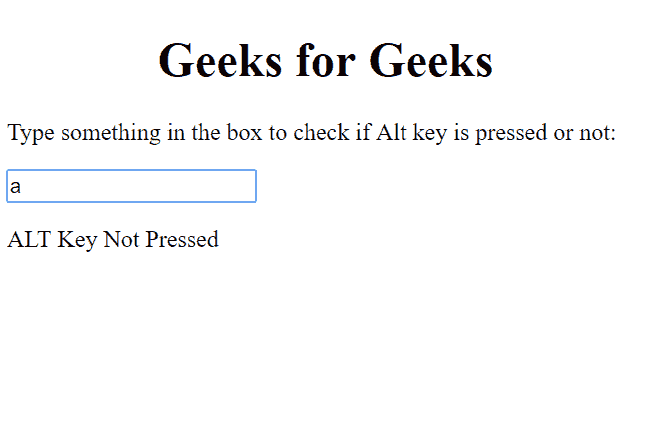 Geeks for Geeks
Type something in the box to check if Alt key is pressed or not:
a
ALT Key Not Pressed